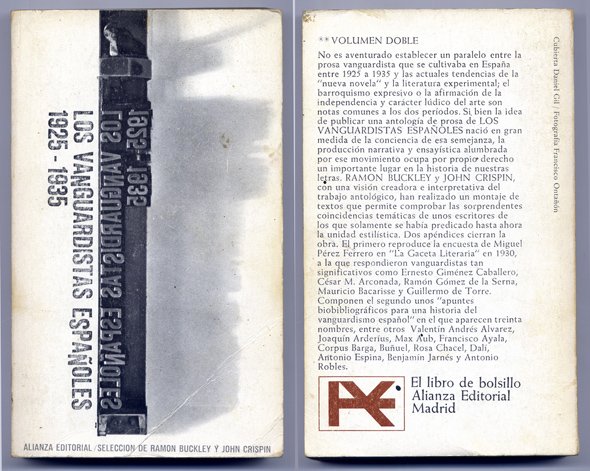 LOS VANGUARDISTAS ESPAÑOLES
1925 - 1935
LOS VANGUARDISTAS ESPAÑOLES
1925-1935
ALIANZA EDITORIAL/SELECCION DE RAMON BUCKLEY Y JOHN CRISPIN
**VOLUMEN DOBLE
No es aventurado establecer un paralelo entre la
prosa vanguardista que se cultivaba en España
entre 1925 a 1935 y las actuales tendencias de la
"nueva novela" y la literatura experimental; el
barroquismo expresivo o la afirmación de la
independencia y carácter lúdico del arte son
notas comunes a los dos períodos. Si bien la idea
de publicar una antología de prosa de LOS
VANGUARDISTAS ESPAÑOLES nació en gran
medida de la conciencia de esa semejanza, la
producción narrativa y ensayística alumbrada
por ese movimiento ocupa por propio derecho
un importante lugar en la historia de nuestras
letras. RAMON BUCKLEY y JOHN CRISPIN,
con una visión creadora e interpretativa del
trabajo antológico, han realizado un montaje de
textos que permite comprobar las sorprendentes
coincidencias temáticas de unos escritores de
los que solamente se había predicado hasta ahora
la unidad estilística. Dos apéndices cierran la
obra. El primero reproduce la encuesta de Miguel
Pérez Ferrero en "La Gaceta Literaria" en 1930,
a la que respondieron vanguardistas tan
significativos como Ernesto Giménez Caballero,
César M. Arconada, Ramón Gómez de la Serna,
Mauricio Bacarisse y Guillermo de Torre.
Componen el segundo unos "apuntes
biobibliográficos para una historia del
vanguardismo español" en el que aparecen treinta
nombres, entre otros Valentín Andrés Alvarez,
Joaquín Arderíus, Max Aub, Francisco Ayala,
Corpus Barga, Buñuel, Rosa Chacel, Dalí,
Antonio Espina, Benjamín Jarnés y Antonio
Robles.
El libro de bolsillo
Alianza Editorial
Madrid
Cubierta Daniel Gil / Fotografía Francisco Ontañón